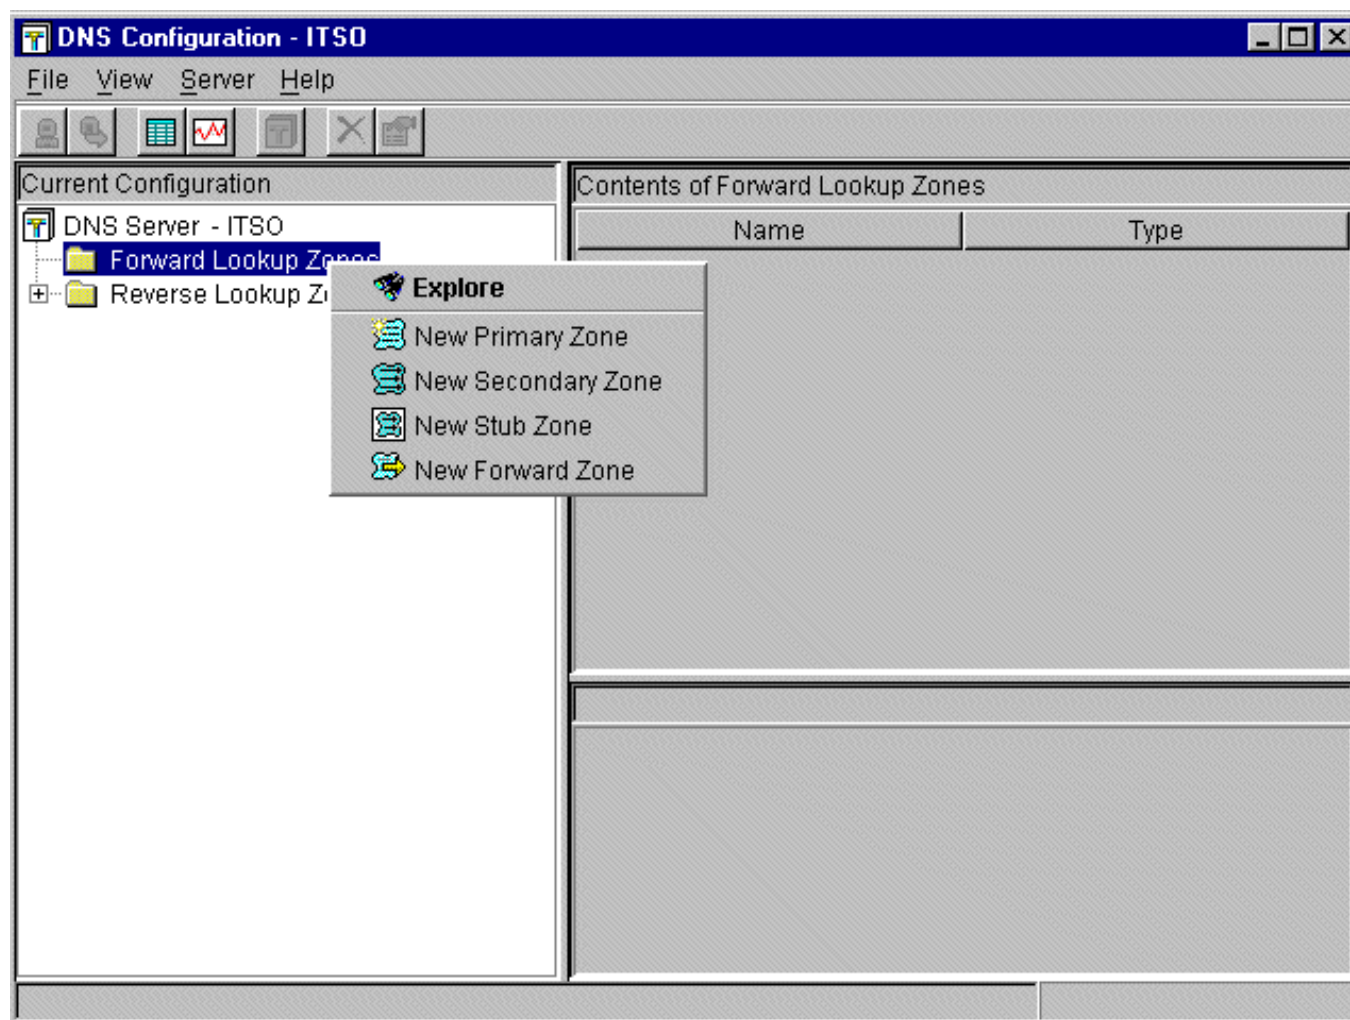 DNS Configuration - ITSO
File View Server Help
Current Configuration
Contents of Forward Lookup Zones
Name Type
DNS Server - ITSO
Forward Lookup Zones
Reverse Lookup
Explore
New Primary Zone
New Secondary Zone
New Stub Zone
New Forward Zone